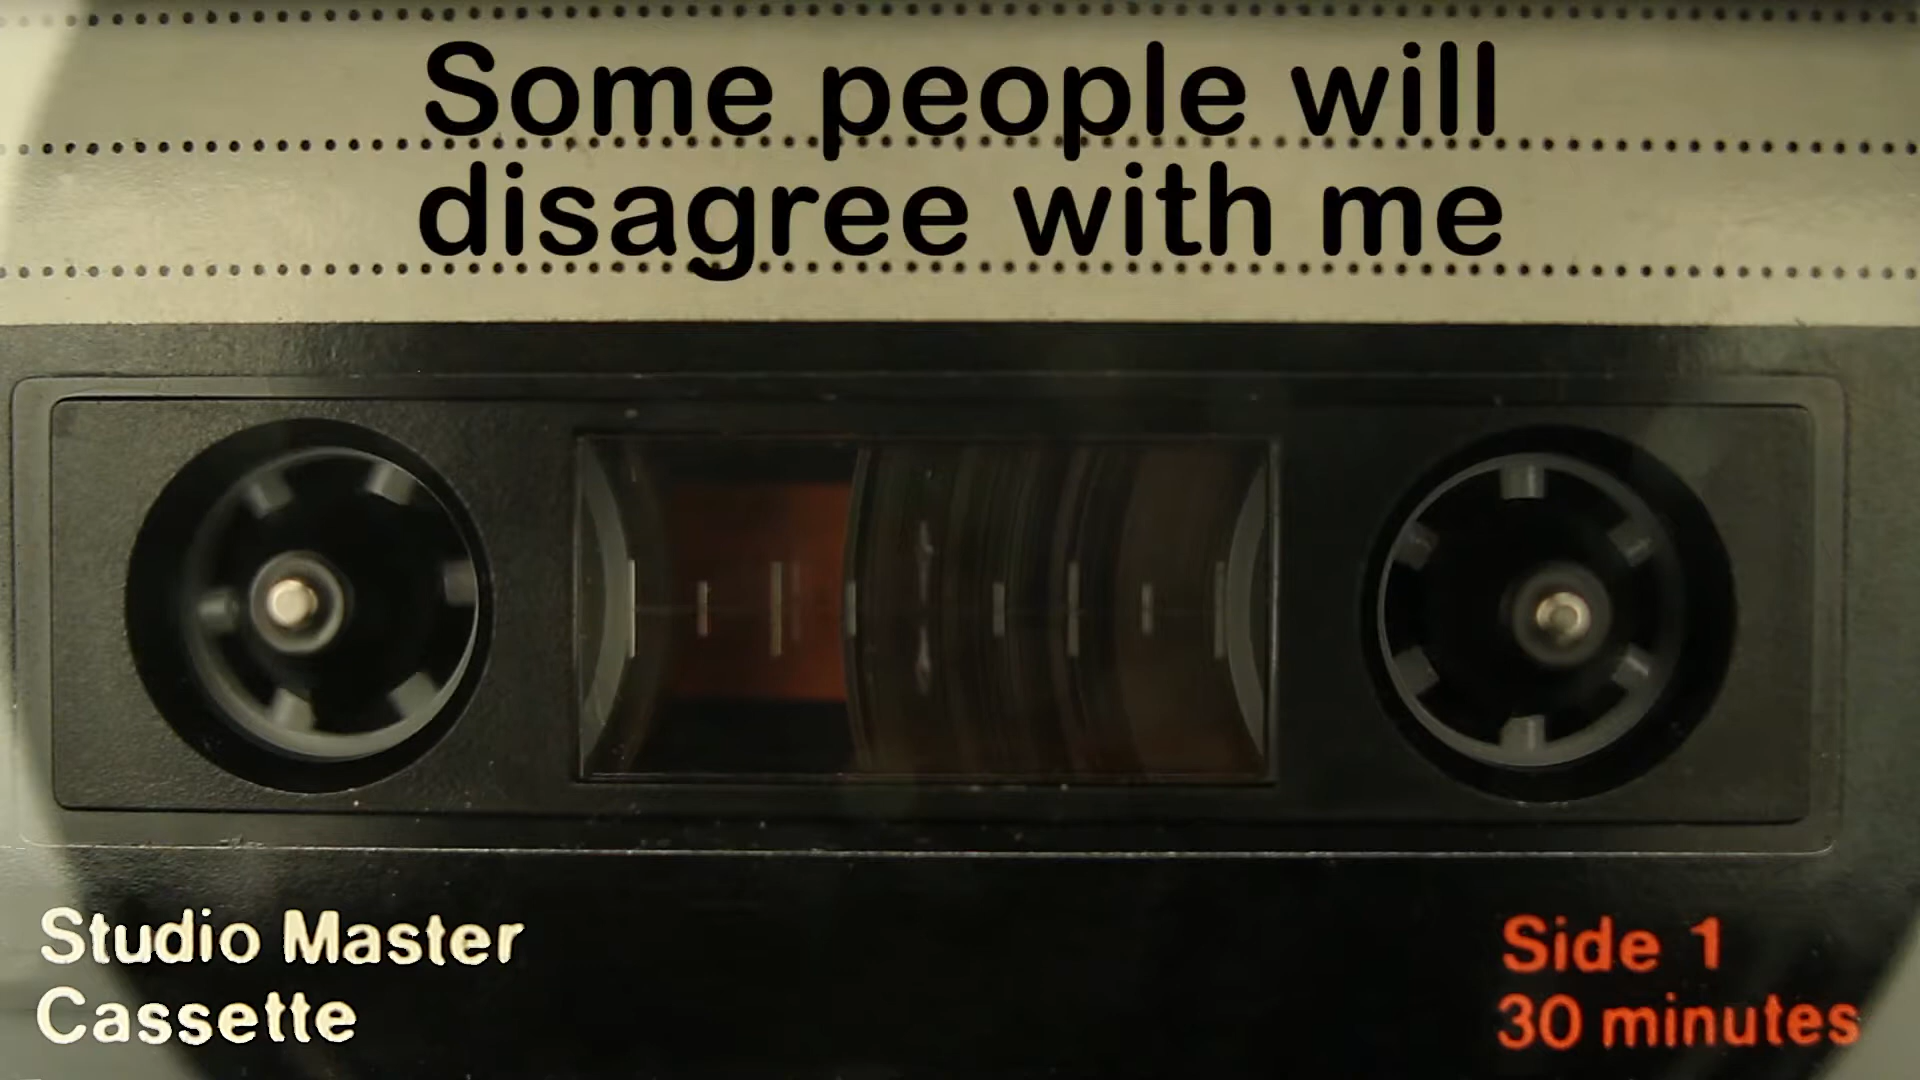 Some people will
disagree with me
Studio Master
Cassette
Side 1
30 minutes